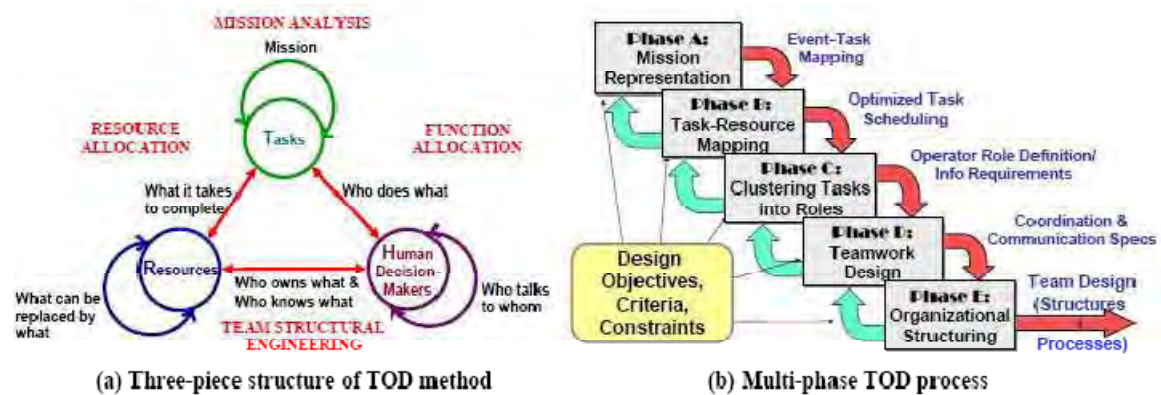 MISSION ANALYSIS
Mission
Tasks
RESOURCE
ALLOCATION
FUNCTION
ALLOCATION
What it takes
to complete
Who does what
Resources
Human
Decision-
Makers
Who owns what &
Who knows what
What can be
replaced by
what
Who talks
to whom
TEAM STRUCTURAL
ENGINEERING
(a) Three-piece structure of TOD method
Phase A:
Mission
Representation
Event-Task
Mapping
Phase B:
Task-Resource
Mapping
Optimized Task
Scheduling
Phase C:
Clustering Tasks
into Roles
Operator Role Definition/
Info Requirements
Phase D:
Teamwork
Design
Coordination &
Communication Specs
Design
Objectives,
Criteria,
Constraints
Phase E:
Organizational
Structuring
Team Design
(Structures
Processes)
(b) Multi-phase TOD process